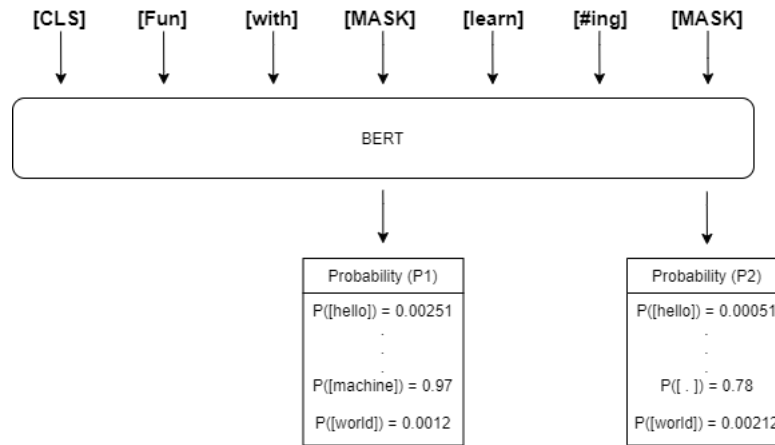 [CLS] [Fun] [with] [MASK] [learn] [#ing] [MASK]
BERT
Probability (P1)
P([hello]) = 0.00251
.
.
.
P([machine]) = 0.97
P([world]) = 0.0012
Probability (P2)
P([hello]) = 0.00051
.
.
.
P([ . ]) = 0.78
P([world]) = 0.00212